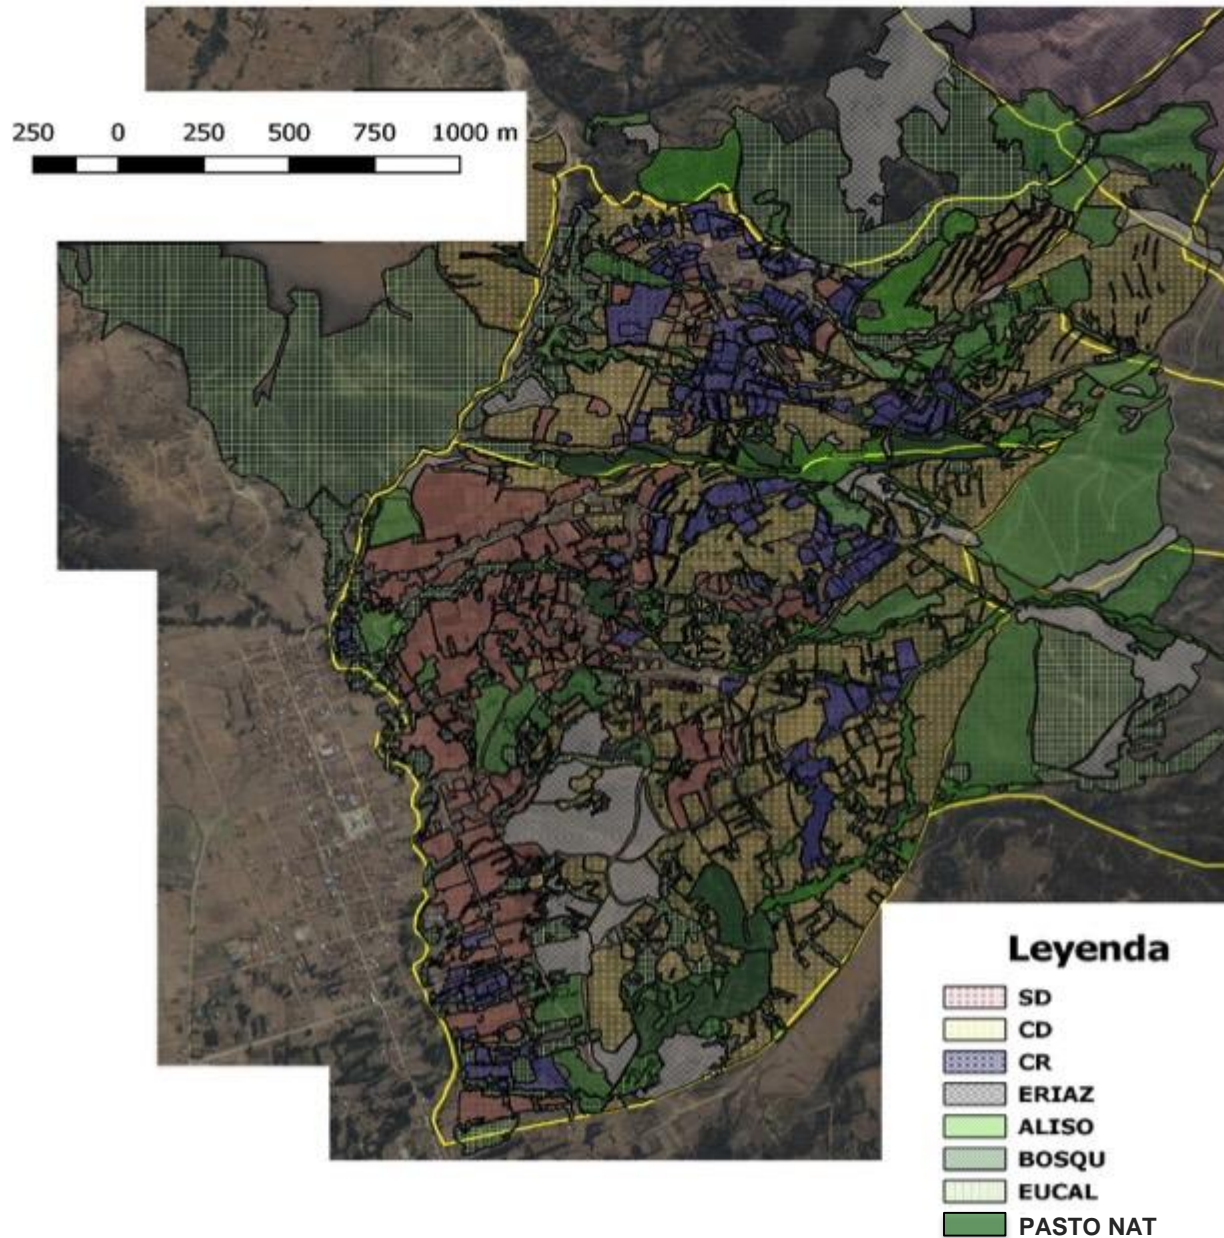 250 0 250 500 750 1000 m
Leyenda
SD
CD
CR
ERIAZ
ALISO
BOSQU
EUCAL
PASTO NAT